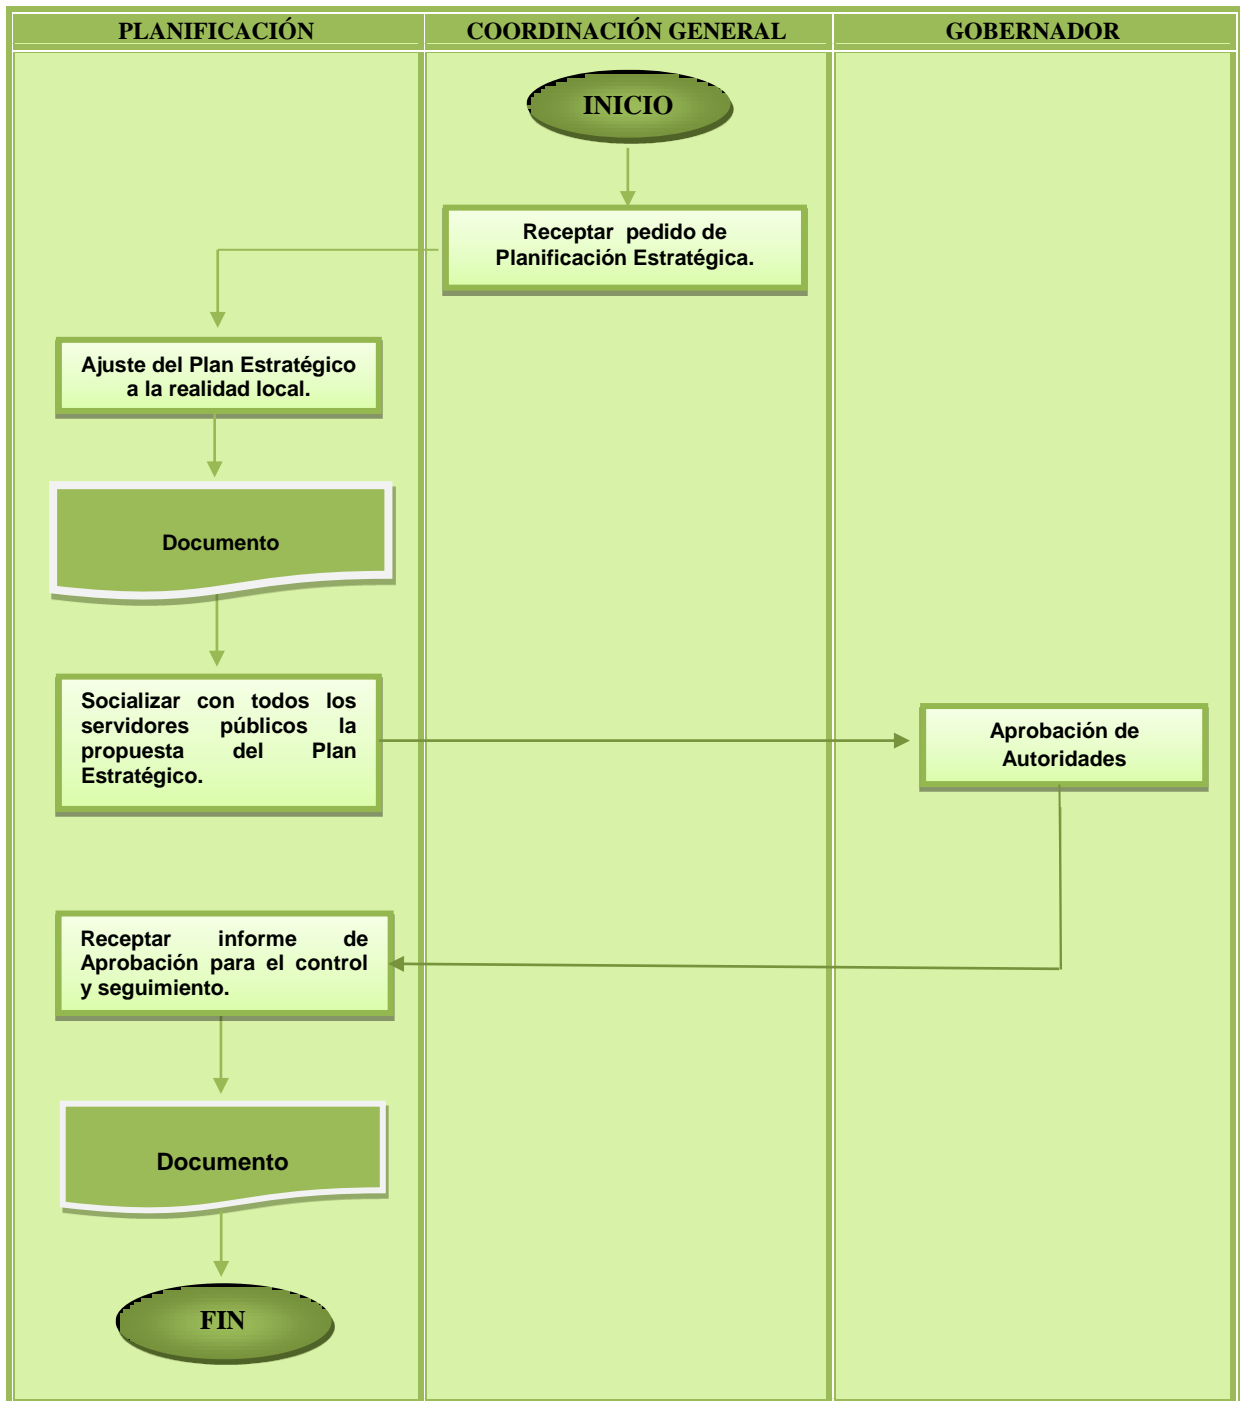 PLANIFICACIÓN
COORDINACIÓN GENERAL
GOBERNADOR
INICIO
Receptar pedido de
Planificación Estratégica.
Ajuste del Plan Estratégico
a la realidad local.
Documento
Socializar con todos los
servidores públicos la
propuesta del Plan
Estratégico.
Aprobación de
Autoridades
Receptar informe de
Aprobación para el control
y seguimiento.
Documento
FIN